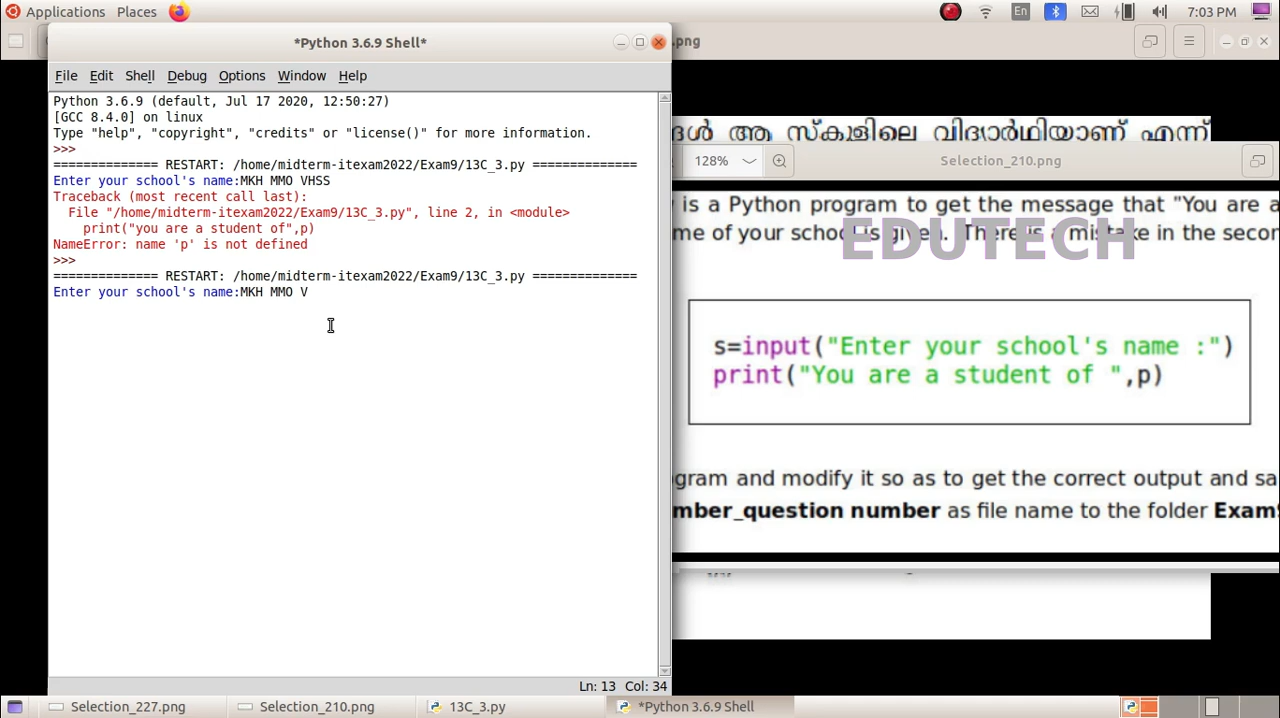 Applications Places En 7:03 PM
*Python 3.6.9 Shell*
.png
File Edit Shell Debug Options Window Help
Python 3.6.9 (default, Jul 17 2020, 12:50:27)
[GCC 8.4.0] on linux
Type "help", "copyright", "credits" or "license()" for more information.
>>>
============== RESTART: /home/midterm-itexam2022/Exam9/13C_3.py ==============
Enter your school's name:MKH MMO VHSS
Traceback (most recent call last):
File "/home/midterm-itexam2022/Exam9/13C_3.py", line 2, in <module>
print("you are a student of",p)
NameError: name 'p' is not defined
>>>
============== RESTART: /home/midterm-itexam2022/Exam9/13C_3.py ==============
Enter your school's name:MKH MMO V
ആ സ്കൂളിലെ വിദ്യാർഥിയാണ് എന്ന്
128% Selection_210.png
is a Python program to get the message that "You are a
me of your school is given. There is a mistake in the secon
EDUTECH
s=input("Enter your school's name :")
print("You are a student of ",p)
gram and modify it so as to get the correct output and sa
mber_question number as file name to the folder Exam9
Ln: 13 Col: 34
Selection_227.png Selection_210.png 13C_3.py *Python 3.6.9 Shell*